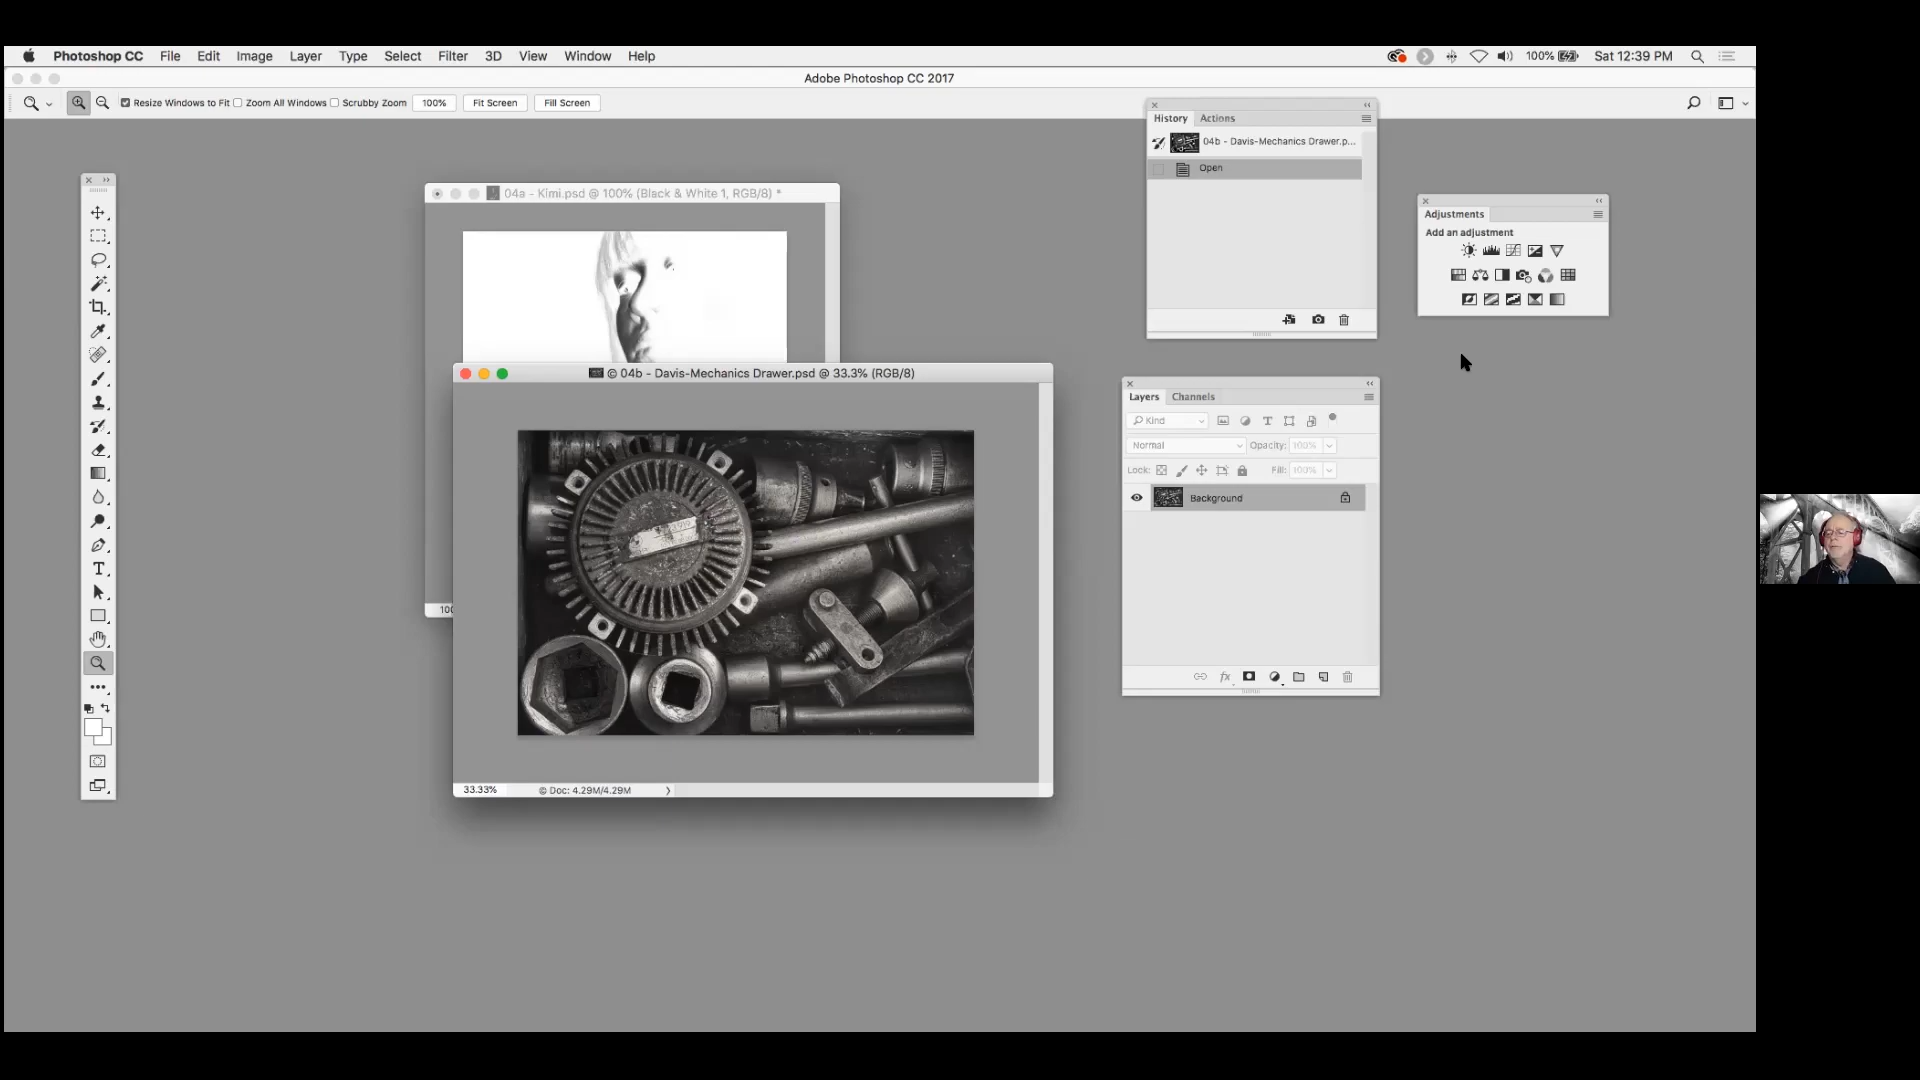 Photoshop CC File Edit Image Layer Type Select Filter 3D View Window Help 100% Sat 12:39 PM
Adobe Photoshop CC 2017
Resize Windows to Fit Zoom All Windows Scrubby Zoom 100% Fit Screen Fill Screen
History Actions
04b - Davis-Mechanics Drawer.p...
Open
Adjustments
Add an adjustment
04a - Kimi.psd @ 100% (Black & White 1, RGB/8) *
© 04b - Davis-Mechanics Drawer.psd @ 33.3% (RGB/8)
Layers Channels
Kind
Normal Opacity: 100%
Lock: Fill: 100%
Background
100
33.33% © Doc: 4.29M/4.29M